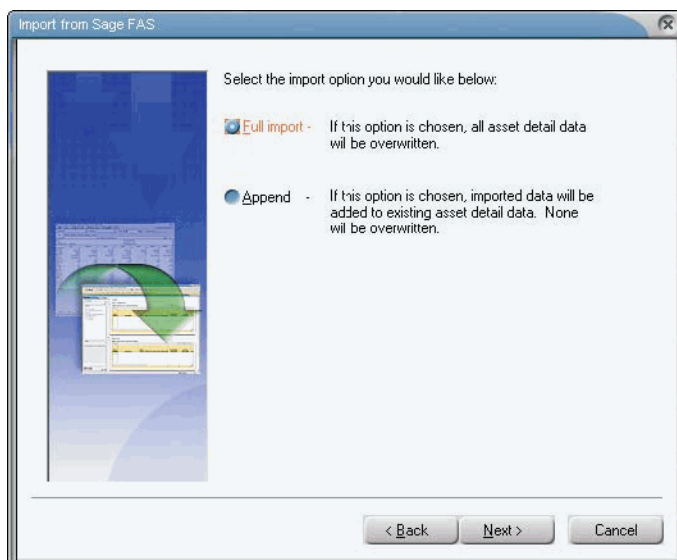 Import from Sage FAS
Select the import option you would like below:
Full import - If this option is chosen, all asset detail data
will be overwritten.
Append - If this option is chosen, imported data will be
added to existing asset detail data. None
will be overwritten.
< Back Next > Cancel